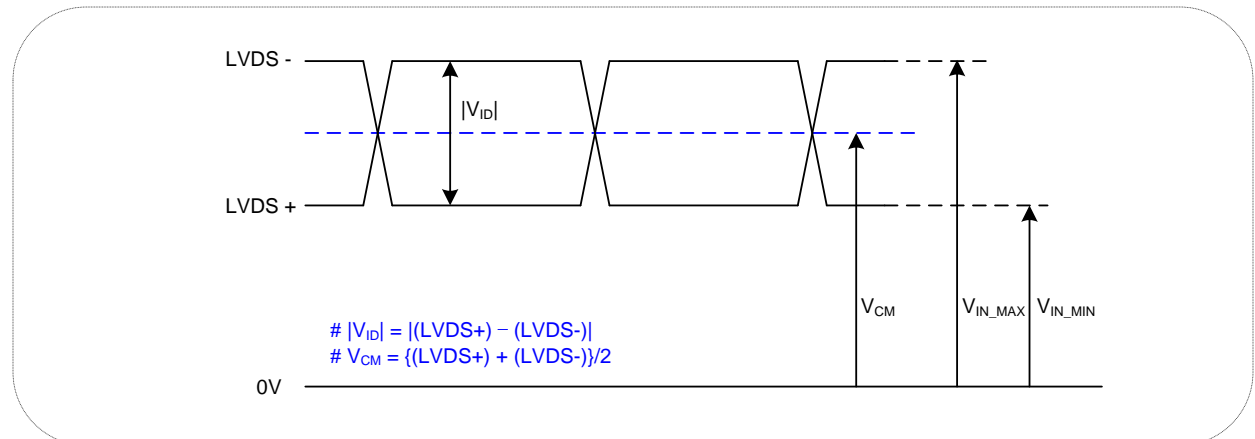 LVDS -
|VID|
LVDS +
VCM
VIN_MAX
VIN_MIN
# |VID| = |(LVDS+) – (LVDS-)|
# VCM = {(LVDS+) + (LVDS-)}/2
0V